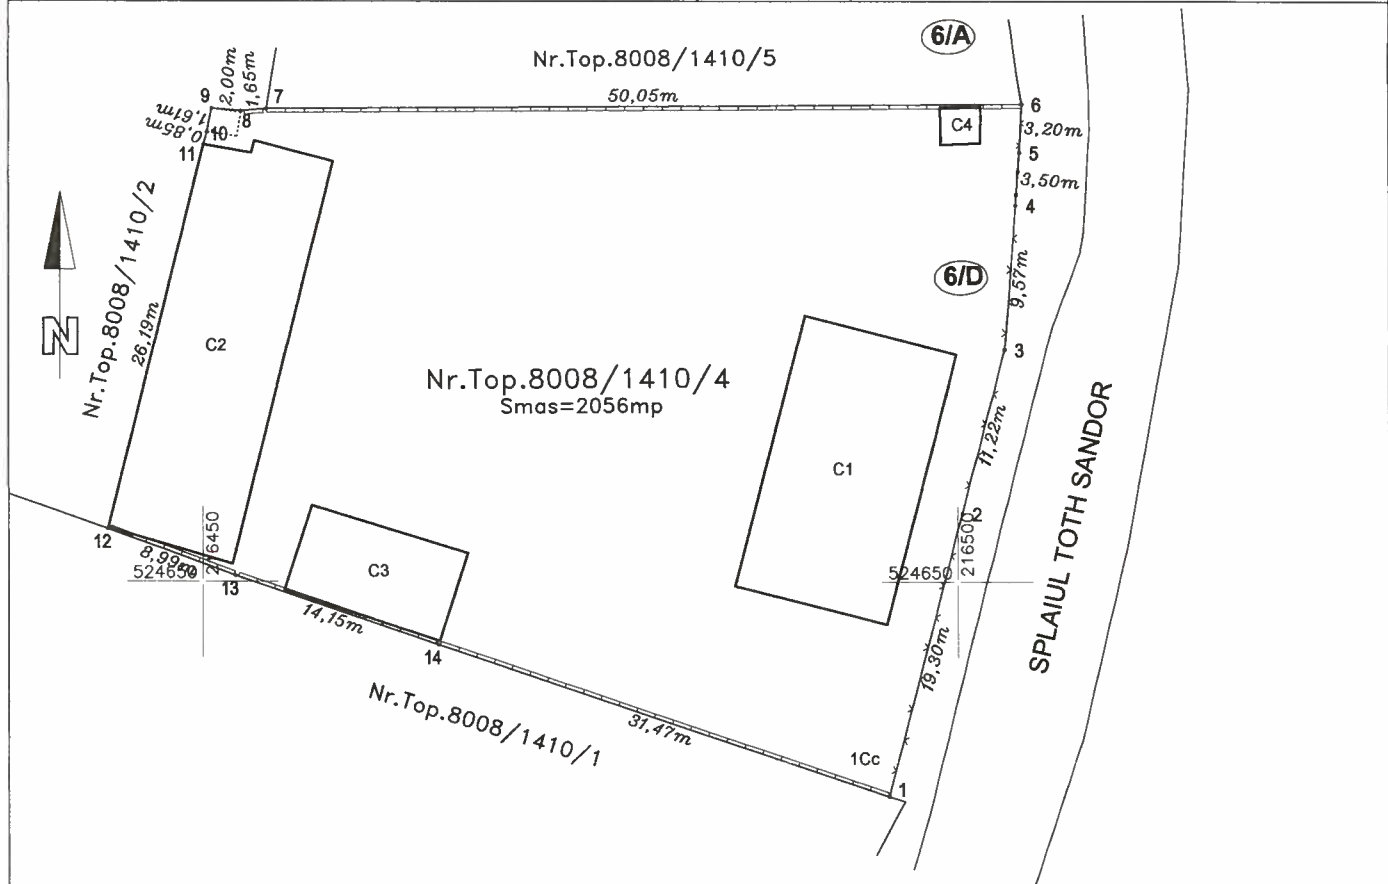 6/A
Nr.Top.8008/1410/5
2,00m
1,65m
9
7
50,05m
6
8
1,61m
10
0,85m
11
C4
3,20m
5
3,50m
4
Nr.Top.8008/1410/2
6/D
9,57m
26,19m
N
C2
3
Nr.Top.8008/1410/4
Smas=2056mp
11,22m
C1
SPLAIUL TOTH SANDOR
2
216450
216500
12
8,99m
524650
13
C3
524650
14,15m
14
19,30m
Nr.Top.8008/1410/1
31,47m
1Cc
1